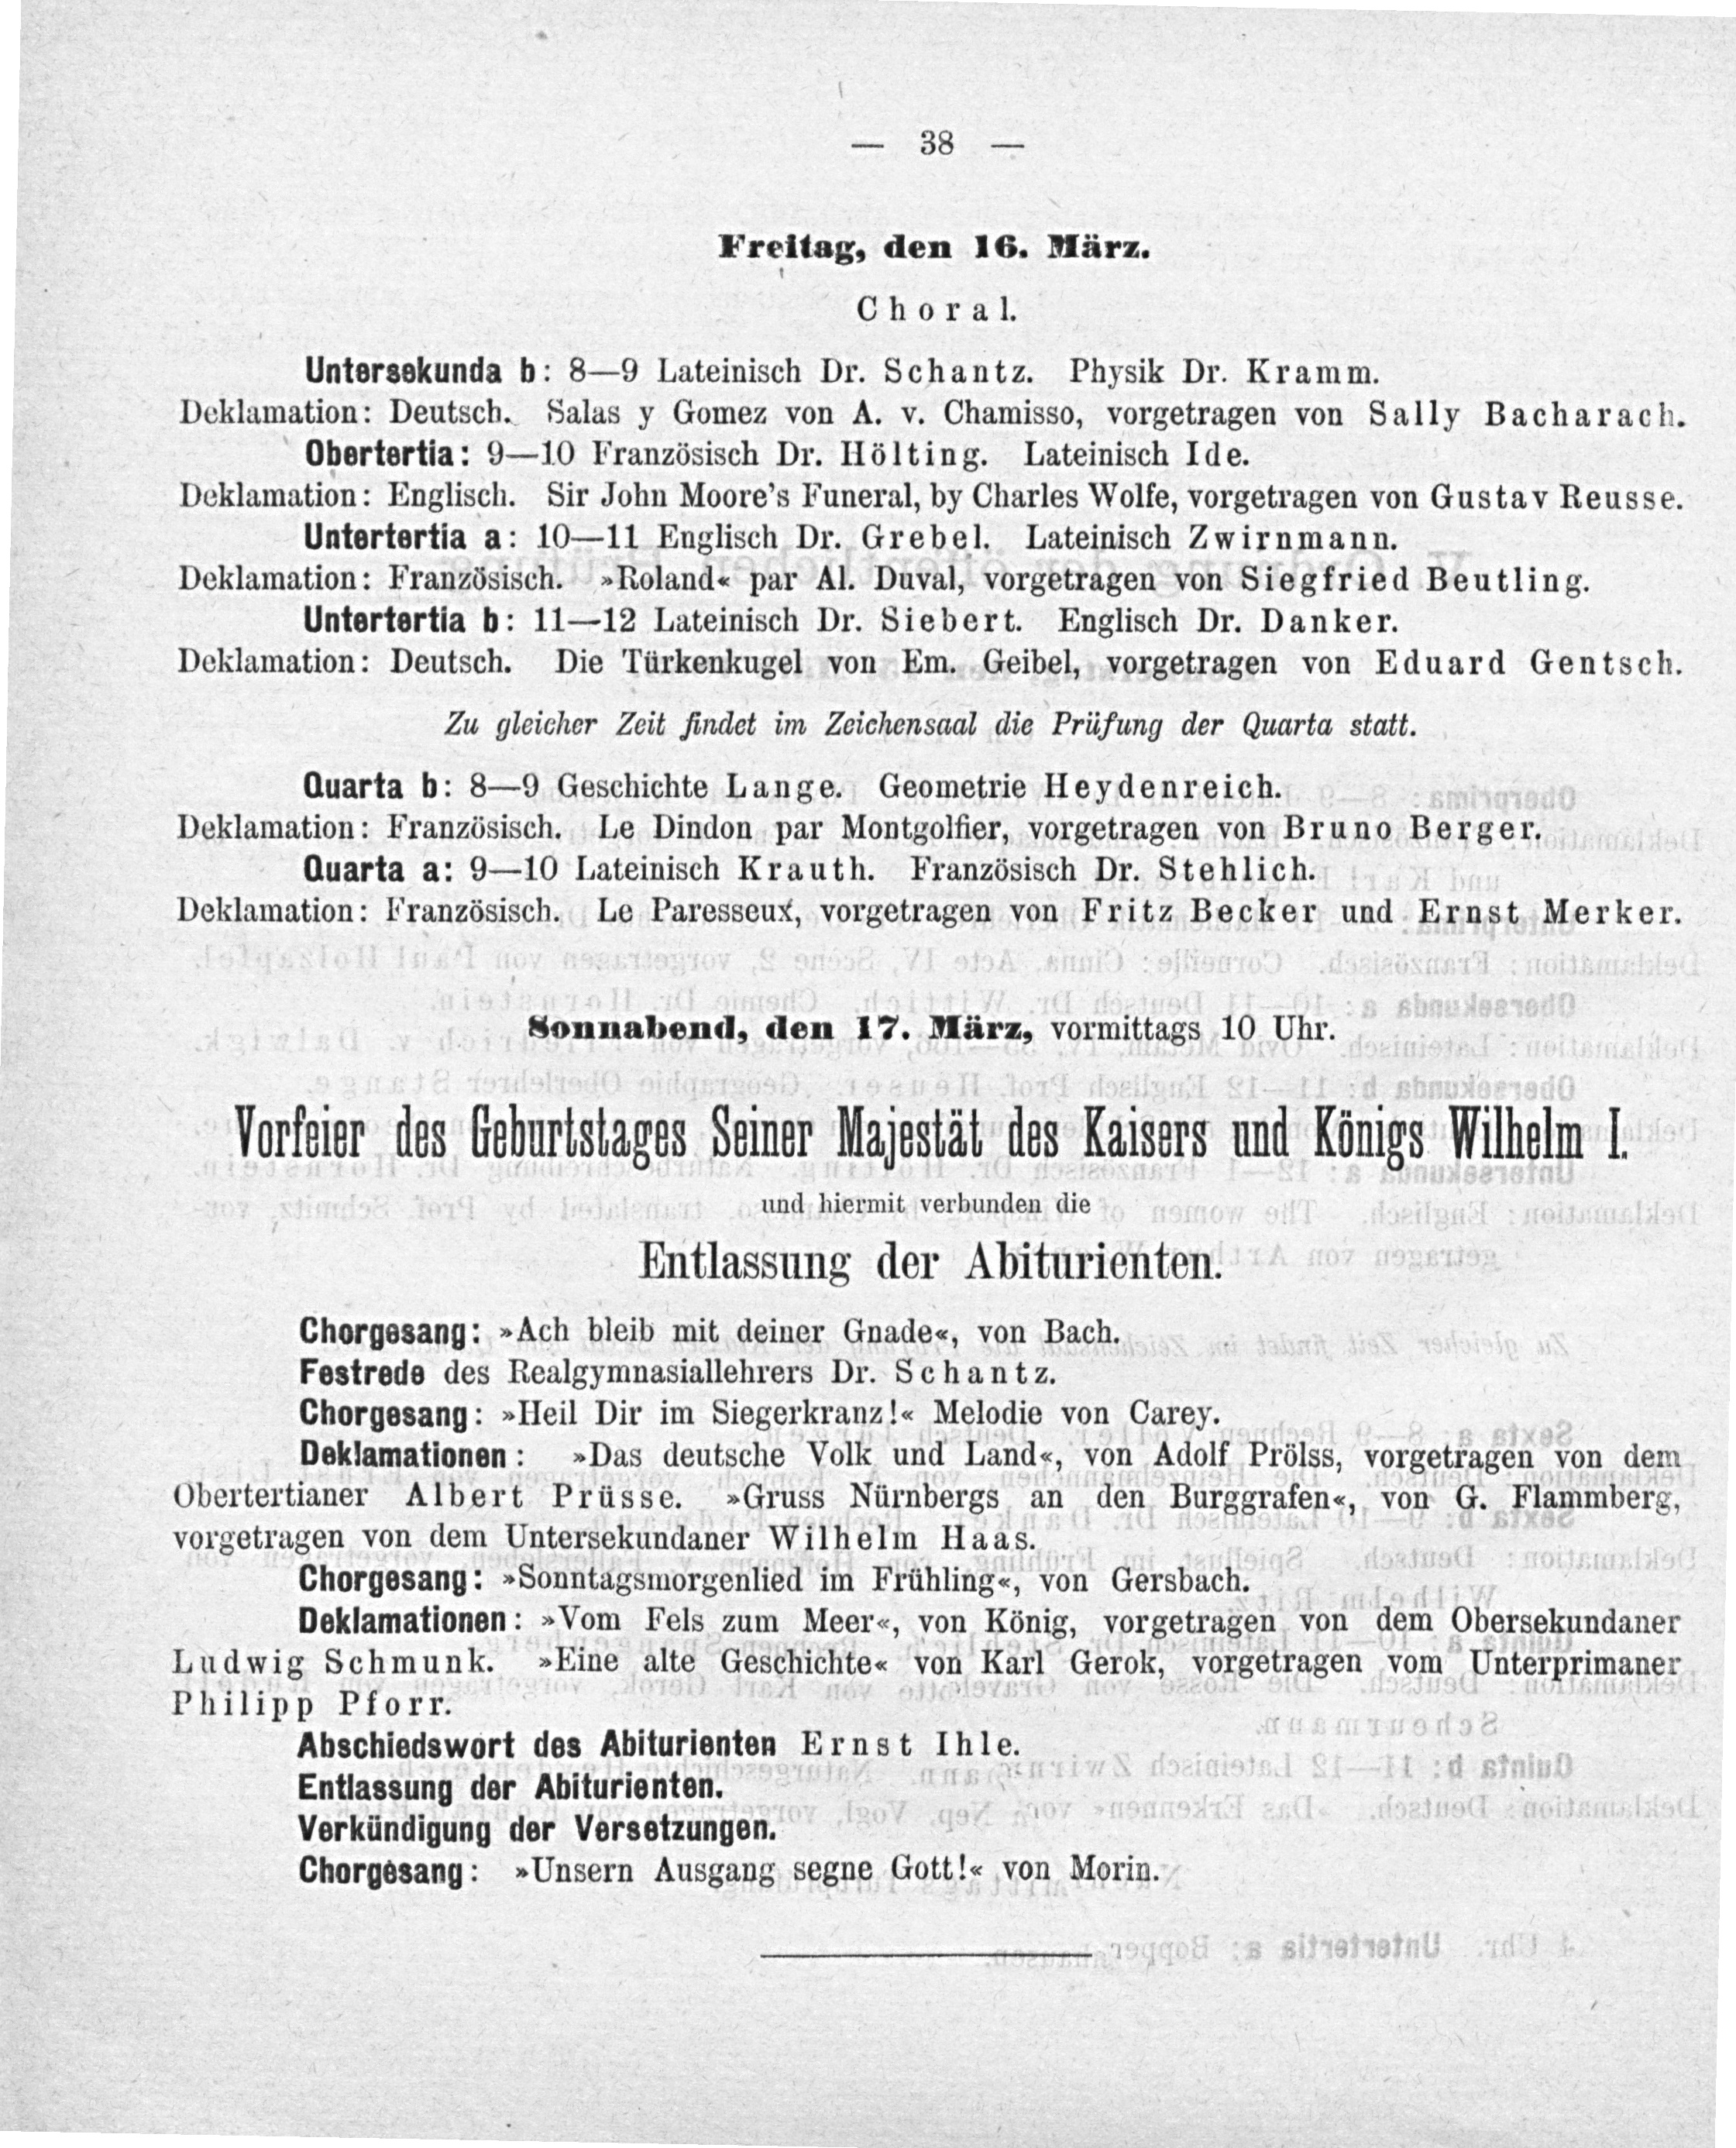 — 38 —
Freitag, den 16. März.
Choral.
Untersekunda b: 8—9 Lateinisch Dr. Schantz. Physik Dr. Kramm.
Deklamation: Deutsch. Salas y Gomez von A. v. Chamisso, vorgetragen von Sally Bacharach.
Obertertia: 9—10 Französisch Dr. Hölting. Lateinisch Ide.
Deklamation: Englisch. Sir John Moore's Funeral, by Charles Wolfe, vorgetragen von Gustav Reusse.
Untertertia a: 10—11 Englisch Dr. Grebel. Lateinisch Zwirnmann.
Deklamation: Französisch. »Roland« par Al. Duval, vorgetragen von Siegfried Beutling.
Untertertia b: 11—12 Lateinisch Dr. Siebert. Englisch Dr. Danker.
Deklamation: Deutsch. Die Türkenkugel von Em. Geibel, vorgetragen von Eduard Gentsch.
Zu gleicher Zeit findet im Zeichensaal die Prüfung der Quarta statt.
Quarta b: 8—9 Geschichte Lange. Geometrie Heydenreich.
Deklamation: Französisch. Le Dindon par Montgolfier, vorgetragen von Bruno Berger.
Quarta a: 9—10 Lateinisch Krauth. Französisch Dr. Stehlich.
Deklamation: Französisch. Le Paresseux, vorgetragen von Fritz Becker und Ernst Merker.
Sonnabend, den 17. März, vormittags 10 Uhr.
Vorfeier des Geburtstages Seiner Majestät des Kaisers und Königs Wilhelm I.
und hiermit verbunden die
Entlassung der Abiturienten.
Chorgesang: »Ach bleib mit deiner Gnade«, von Bach.
Festrede des Realgymnasiallehrers Dr. Schantz.
Chorgesang: »Heil Dir im Siegerkranz!« Melodie von Carey.
Deklamationen: »Das deutsche Volk und Land«, von Adolf Prölss, vorgetragen von dem
Obertertianer Albert Prüsse. »Gruss Nürnbergs an den Burggrafen«, von G. Flammberg,
vorgetragen von dem Untersekundaner Wilhelm Haas.
Chorgesang: »Sonntagsmorgenlied im Frühling«, von Gersbach.
Deklamationen: »Vom Fels zum Meer«, von König, vorgetragen von dem Obersekundaner
Ludwig Schmunk. »Eine alte Geschichte« von Karl Gerok, vorgetragen vom Unterprimaner
Philipp Pforr.
Abschiedswort des Abiturienten Ernst Ihle.
Entlassung der Abiturienten.
Verkündigung der Versetzungen.
Chorgesang: »Unsern Ausgang segne Gott!« von Morin.